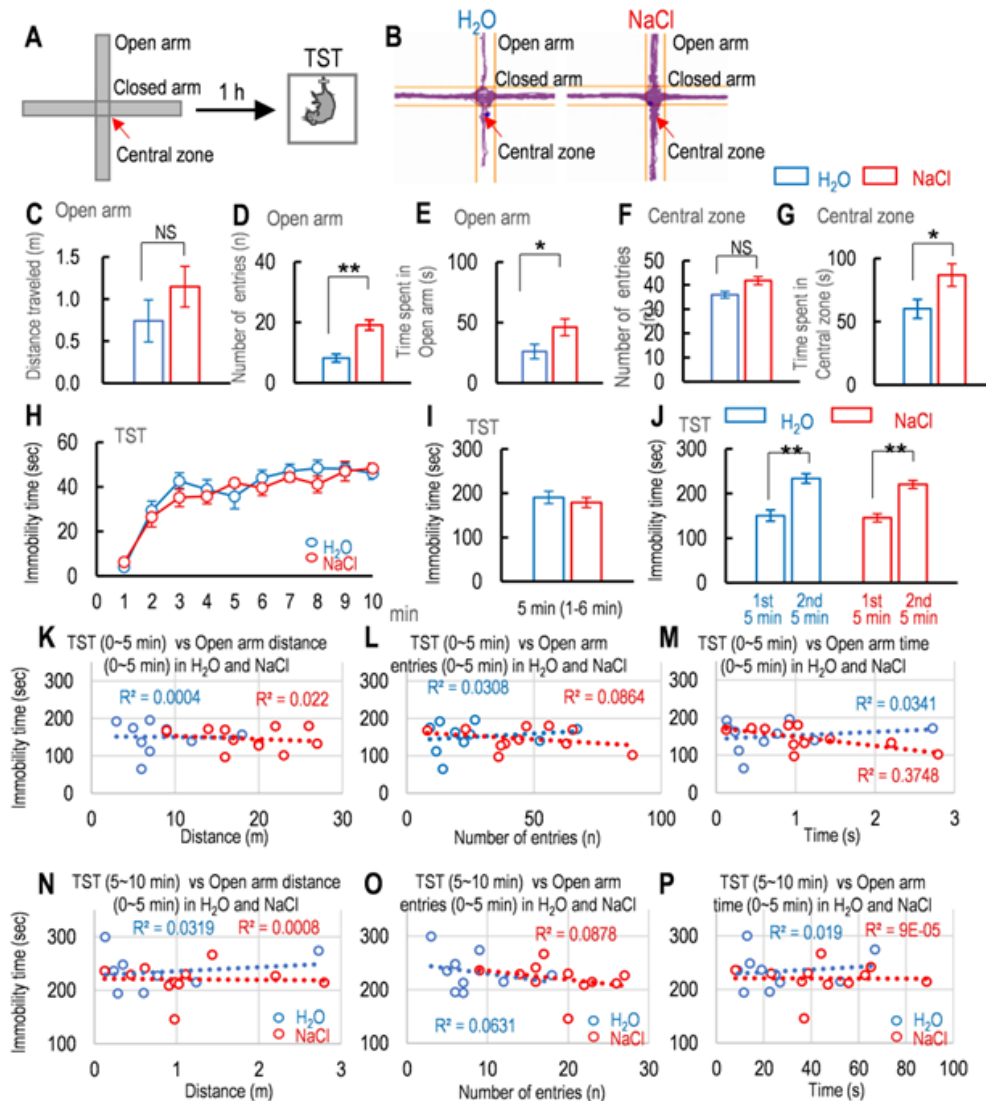 A
Open arm
Closed arm
Central zone
1 h
TST
B
H₂O
NaCl
Open arm
Closed arm
Central zone
Open arm
Closed arm
Central zone
H₂O
NaCl
C
Open arm
NS
Distance traveled (m)
1.5
1.0
0.5
0.0
D
Open arm
**
Number of entries (n)
40
20
0
E
Open arm
*
Time spent in
Open arm (s)
100
50
0
F
Central zone
NS
Number of entries
(n)
50
40
30
20
10
0
G
Central zone
*
Time spent in
Central zone (s)
100
50
0
H
TST
Immobility time (sec)
60
40
20
0
H₂O
NaCl
0 1 2 3 4 5 6 7 8 9 10
min
I
TST
Immobility time (sec)
300
200
100
0
5 min (1-6 min)
J
TST
H₂O
NaCl
** **
Immobility time (sec)
300
200
100
0
1st 2nd 1st 2nd
5 min 5 min 5 min 5 min
K
TST (0~5 min) vs Open arm distance
(0~5 min) in H₂O and NaCl
R² = 0.0004
R² = 0.022
Immobility time (sec)
300
200
100
0
0 10 20 30
Distance (m)
L
TST (0~5 min) vs Open arm
entries (0~5 min) in H₂O and NaCl
R² = 0.0308
R² = 0.0864
300
200
100
0
0 50 100
Number of entries (n)
M
TST (0~5 min) vs Open arm time
(0~5 min) in H₂O and NaCl
R² = 0.0341
R² = 0.3748
300
200
100
0
0 1 2 3
Time (s)
N
TST (5~10 min) vs Open arm distance
(0~5 min) in H₂O and NaCl
R² = 0.0319
R² = 0.0008
Immobility time (sec)
300
200
100
H₂O
NaCl
0 1 2 3
Distance (m)
O
TST (5~10 min) vs Open arm
entries (0~5 min) in H₂O and NaCl
R² = 0.0878
R² = 0.0631
300
200
100
H₂O
NaCl
0 10 20 30
Number of entries (n)
P
TST (5~10 min) vs Open arm
time (0~5 min) in H₂O and NaCl
R² = 0.019
R² = 9E-05
300
200
100
H₂O
NaCl
0 20 40 60 80 100
Time (s)